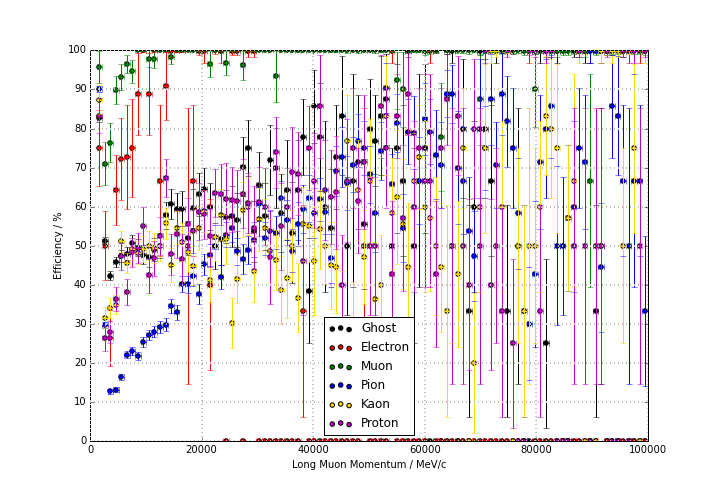 100
90
80
70
60
50
40
30
20
10
0
Efficiency / %
0 20000 40000 60000 80000 100000
Long Muon Momentum / MeV/c
Ghost
Electron
Muon
Pion
Kaon
Proton